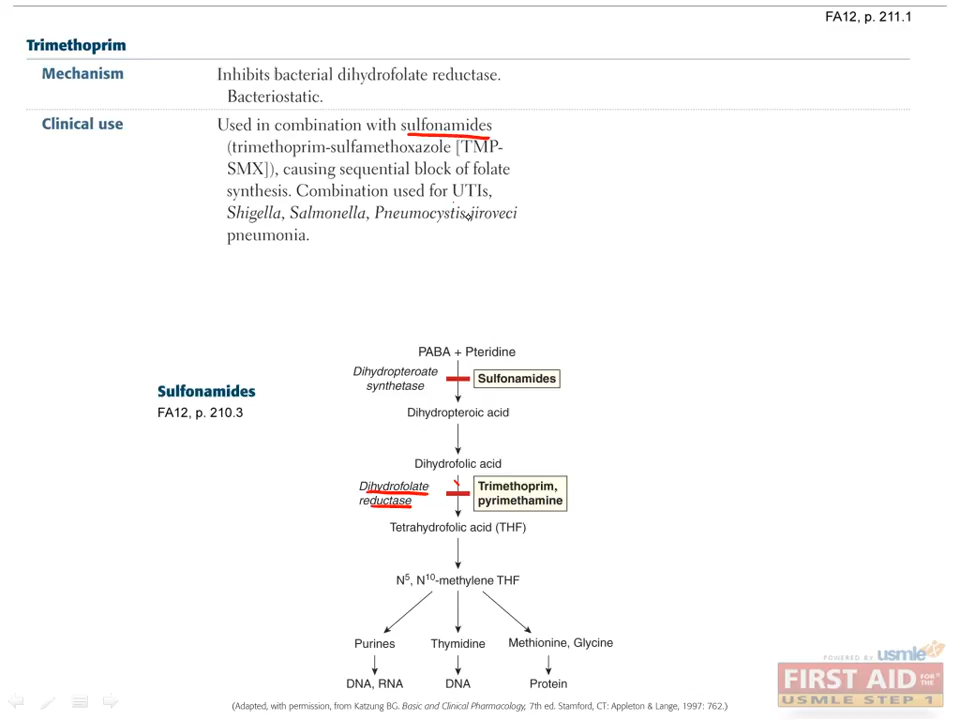 FA12, p. 211.1
Trimethoprim
Mechanism
Inhibits bacterial dihydrofolate reductase.
Bacteriostatic.
Clinical use
Used in combination with sulfonamides
(trimethoprim-sulfamethoxazole [TMP-
SMX]), causing sequential block of folate
synthesis. Combination used for UTIs,
Shigella, Salmonella, Pneumocystis jiroveci
pneumonia.
PABA + Pteridine
Dihydropteroate
synthetase
Sulfonamides
Sulfonamides
FA12, p. 210.3
Dihydropteroic acid
Dihydrofolic acid
Dihydrofolate
reductase
Trimethoprim,
pyrimethamine
Tetrahydrofolic acid (THF)
N5, N10-methylene THF
Purines
Thymidine
Methionine, Glycine
DNA, RNA
DNA
Protein
(Adapted, with permission, from Katzung BG. Basic and Clinical Pharmacology, 7th ed. Stamford, CT: Appleton & Lange, 1997: 762.)
POWERED BY usmle
FIRST AID FOR THE
USMLE STEP 1